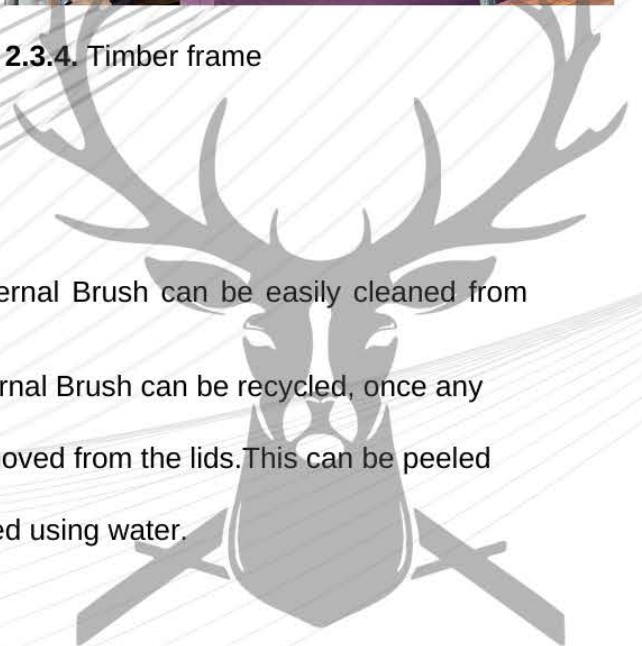 2.3.4. Timber frame
ernal Brush can be easily cleaned from
rnal Brush can be recycled, once any
oved from the lids.This can be peeled
ed using water.